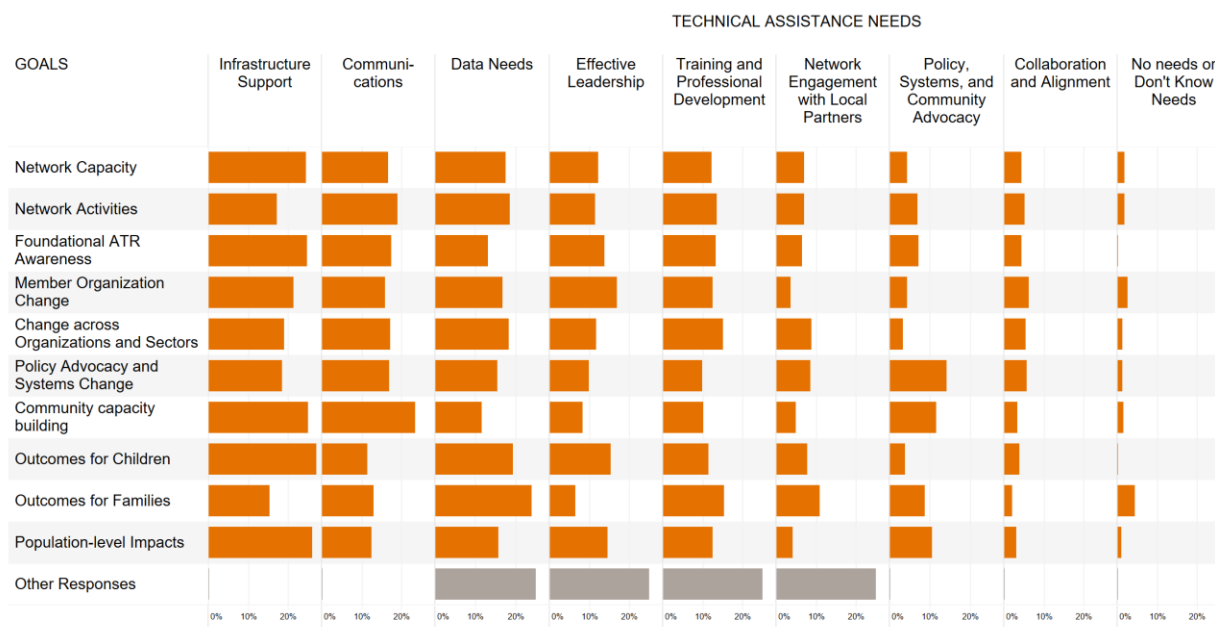 TECHNICAL ASSISTANCE NEEDS
GOALS
Infrastructure
Support
Communi-
cations
Data Needs
Effective
Leadership
Training and
Professional
Development
Network
Engagement
with Local
Partners
Policy,
Systems, and
Community
Advocacy
Collaboration
and Alignment
No needs or
Don't Know
Needs
Network Capacity
Network Activities
Foundational ATR
Awareness
Member Organization
Change
Change across
Organizations and Sectors
Policy Advocacy and
Systems Change
Community capacity
building
Outcomes for Children
Outcomes for Families
Population-level Impacts
Other Responses
0% 10% 20% 0% 10% 20% 0% 10% 20% 0% 10% 20% 0% 10% 20% 0% 10% 20% 0% 10% 20% 0% 10% 20% 0% 10% 20%